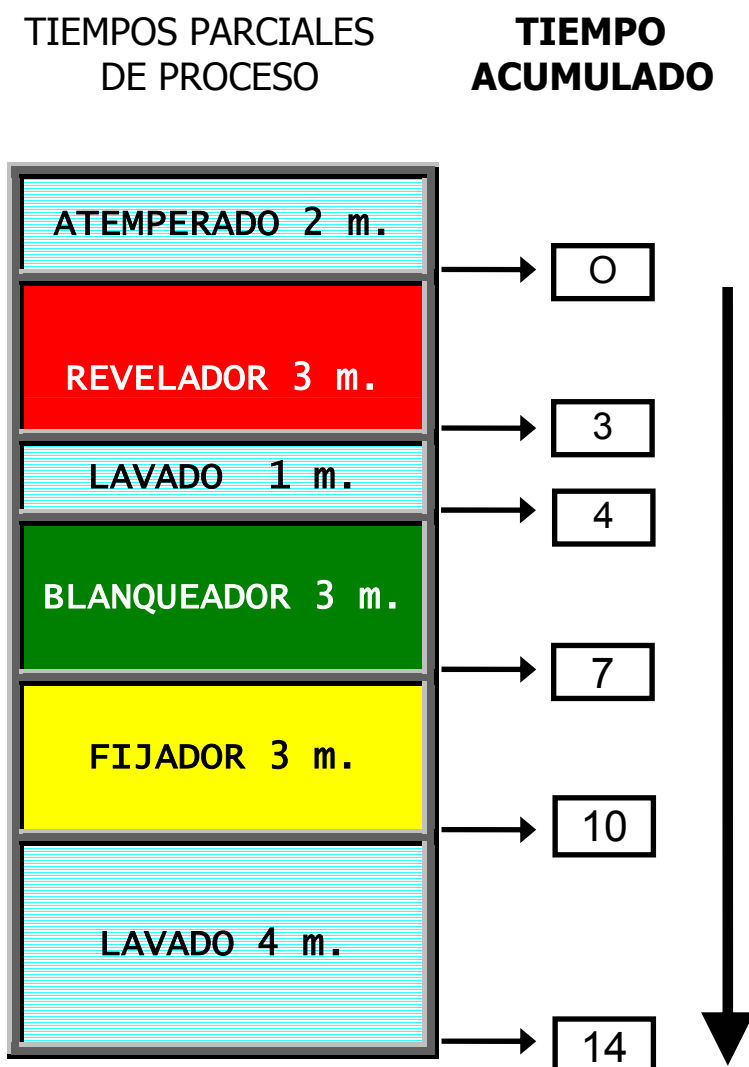 TIEMPOS PARCIALES
DE PROCESO
TIEMPO
ACUMULADO
ATEMPERADO 2 m.
O
REVELADOR 3 m.
3
LAVADO 1 m.
4
BLANQUEADOR 3 m.
7
FIJADOR 3 m.
10
LAVADO 4 m.
14